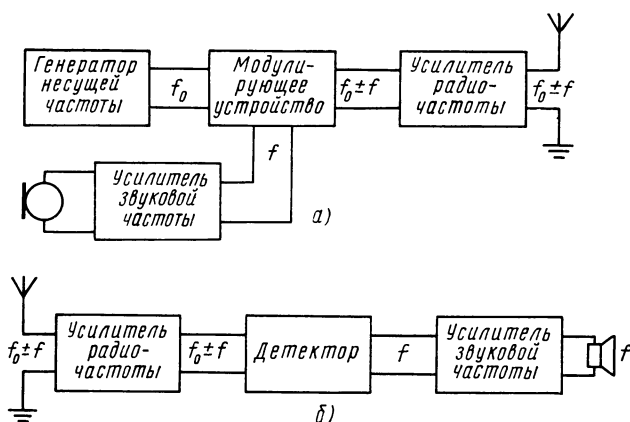 Генератор
несущей
частоты
f₀
Модули-
рующее
устройство
f₀±f
Усилитель
радио-
частоты
f₀±f
f
Усилитель
звуковой
частоты
а)
f₀±f
Усилитель
радио-
частоты
f₀±f
Детектор
f
Усилитель
звуковой
частоты
f
б)